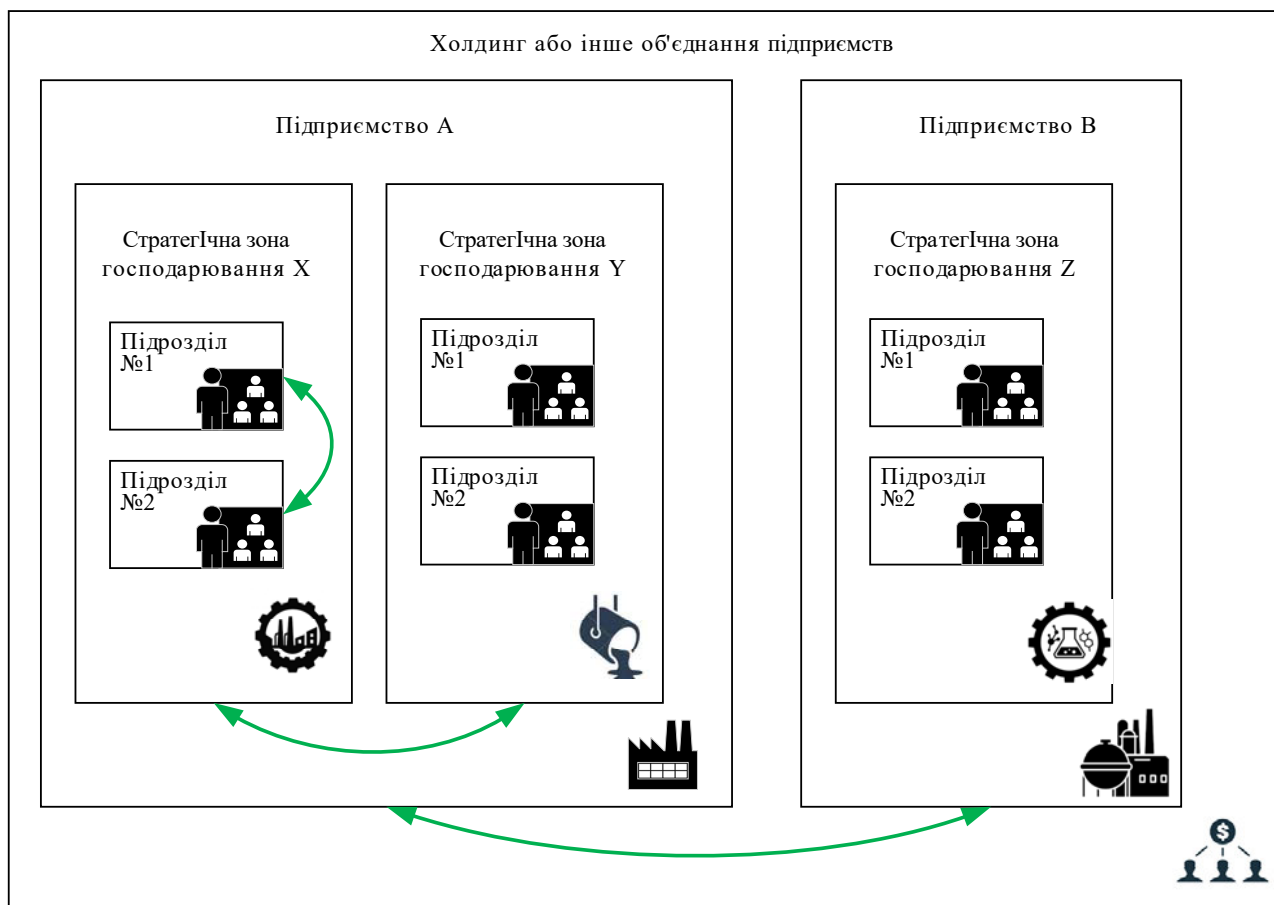 Холдинг або інше об'єднання підприємств
Підприємство А
СтратегІчна зона
господарювання X
Підрозділ
№1
Підрозділ
№2
СтратегІчна зона
господарювання Y
Підрозділ
№1
Підрозділ
№2
Підприємство В
СтратегІчна зона
господарювання Z
Підрозділ
№1
Підрозділ
№2
$